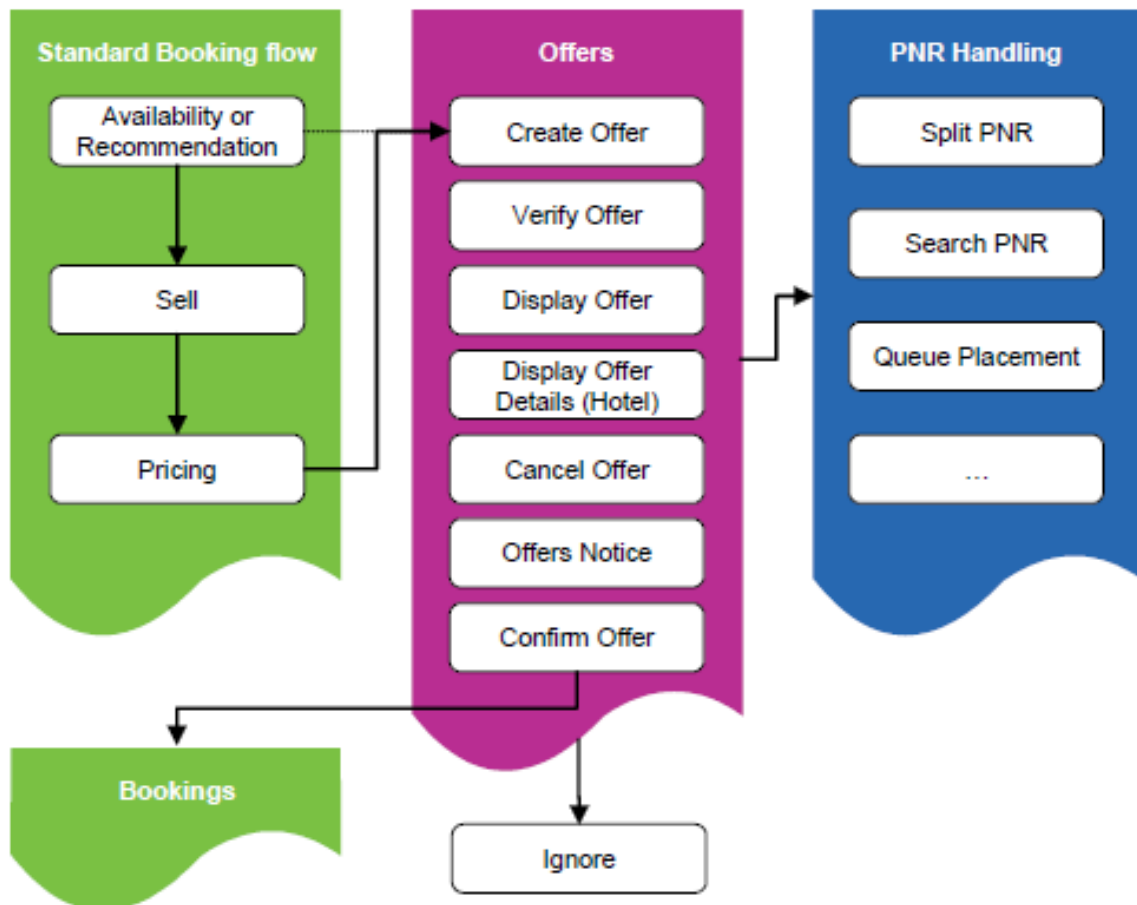 Standard Booking flow
Availability or
Recommendation
Sell
Pricing
Offers
Create Offer
Verify Offer
Display Offer
Display Offer
Details (Hotel)
Cancel Offer
Offers Notice
Confirm Offer
PNR Handling
Split PNR
Search PNR
Queue Placement
...
Bookings
Ignore